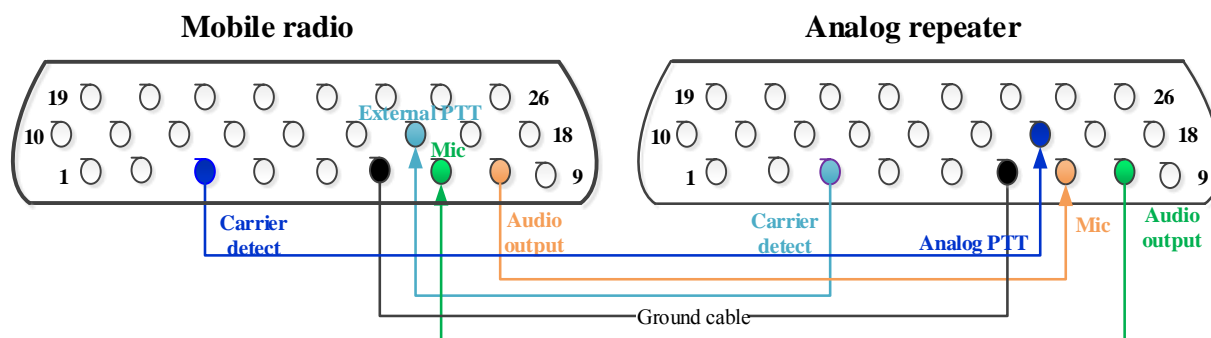 Mobile radio
Analog repeater
19
26
19
26
External PTT
10
18
10
18
Mic
1
9
1
9
Carrier
detect
Audio
output
Carrier
detect
Analog PTT
Mic
Audio
output
Ground cable